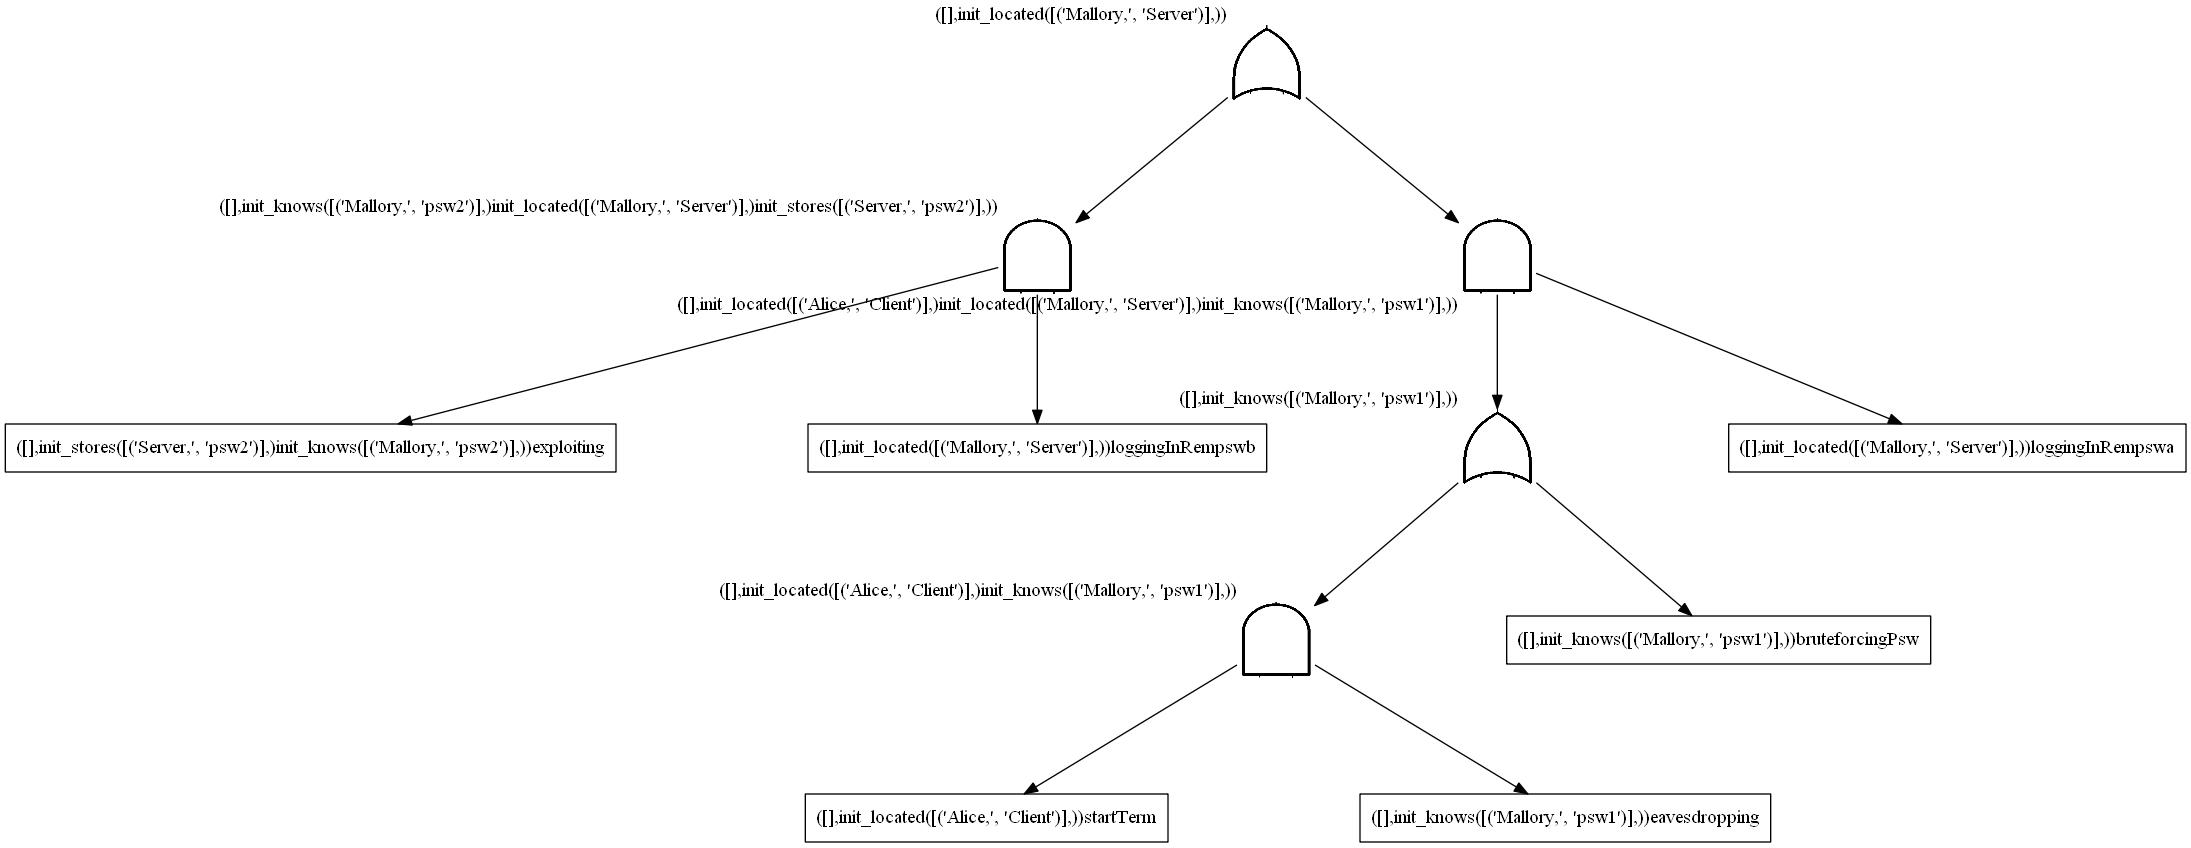 ([],init_located([('Mallory,', 'Server')],))
([],init_knows([('Mallory,', 'psw2')],)init_located([('Mallory,', 'Server')],)init_stores([('Server,', 'psw2')],))
([],init_located([('Alice,', 'Client')],)init_located([('Mallory,', 'Server')],)init_knows([('Mallory,', 'psw1')],))
([],init_knows([('Mallory,', 'psw1')],))
([],init_stores([('Server,', 'psw2')],)init_knows([('Mallory,', 'psw2')],))exploiting
([],init_located([('Mallory,', 'Server')],))loggingInRempswb
([],init_located([('Mallory,', 'Server')],))loggingInRempswa
([],init_located([('Alice,', 'Client')],)init_knows([('Mallory,', 'psw1')],))
([],init_knows([('Mallory,', 'psw1')],))bruteforcingPsw
([],init_located([('Alice,', 'Client')],))startTerm
([],init_knows([('Mallory,', 'psw1')],))eavesdropping